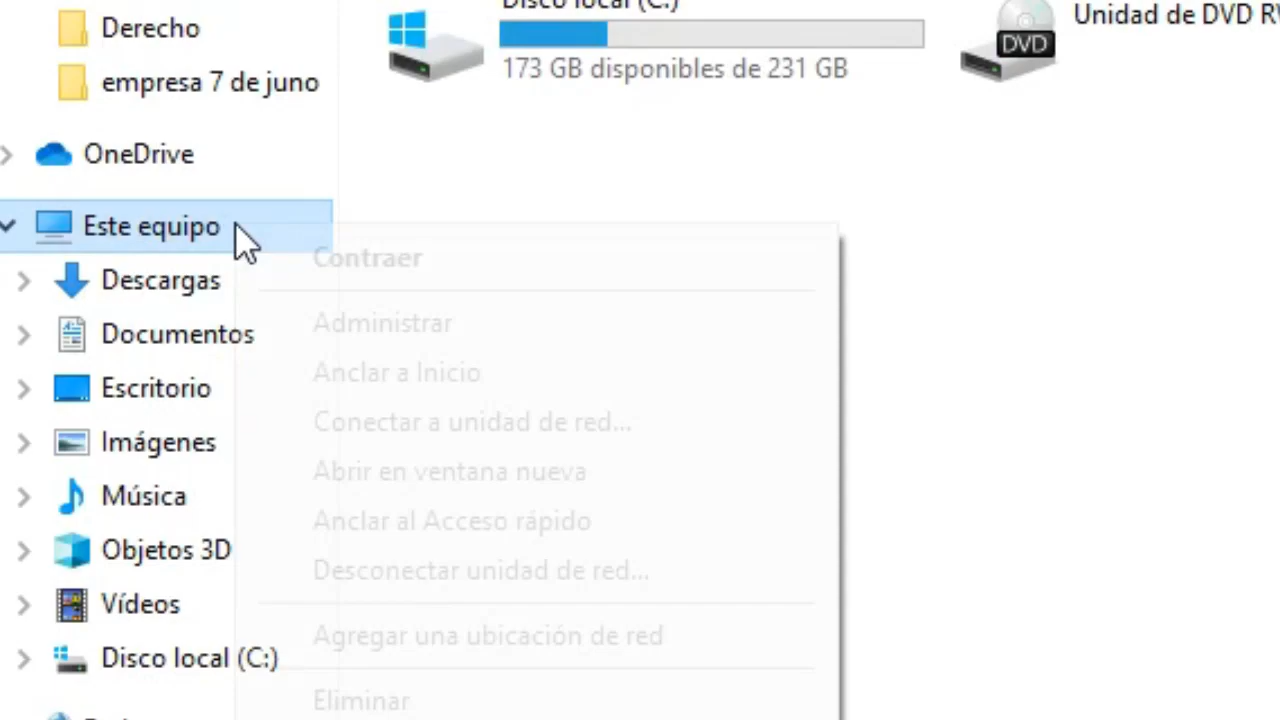 Derecho
empresa 7 de juno
OneDrive
Este equipo
Descargas
Documentos
Escritorio
Imágenes
Música
Objetos 3D
Vídeos
Disco local (C:)
Disco local (C:)
173 GB disponibles de 231 GB
DVD
Unidad de DVD
Contraer
Administrar
Anclar a Inicio
Conectar a unidad de red...
Abrir en ventana nueva
Anclar al Acceso rápido
Desconectar unidad de red...
Agregar una ubicación de red
Eliminar